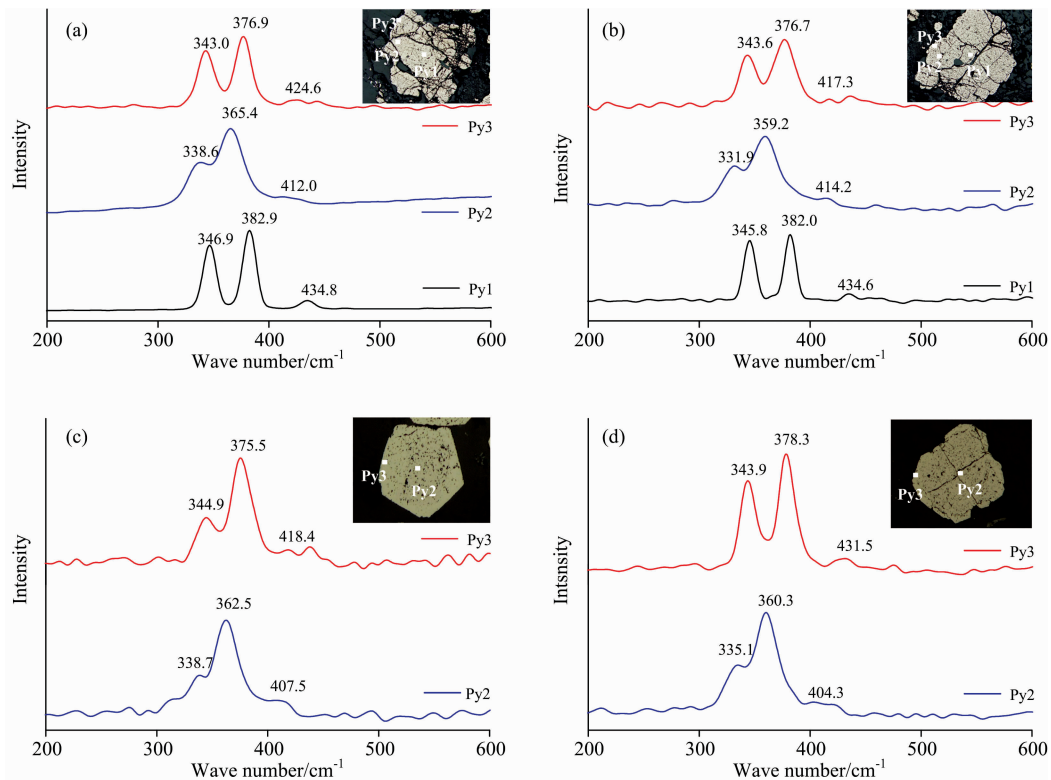 (a)
343.0
376.9
424.6
Py3
Py2
Py1
Py3
338.6
365.4
412.0
Py2
346.9
382.9
434.8
Py1
Intensity
200
300
400
500
600
Wave number/cm-1
(b)
343.6
376.7
417.3
Py3
Py2
Py1
Py3
331.9
359.2
414.2
Py2
345.8
382.0
434.6
Py1
Intensity
200
300
400
500
600
Wave number/cm-1
(c)
344.9
375.5
418.4
Py3
Py2
Py3
338.7
362.5
407.5
Py2
Intensity
200
300
400
500
600
Wave number/cm-1
(d)
343.9
378.3
431.5
Py3
Py2
Py3
335.1
360.3
404.3
Py2
Intsnsity
200
300
400
500
600
Wave number/cm-1